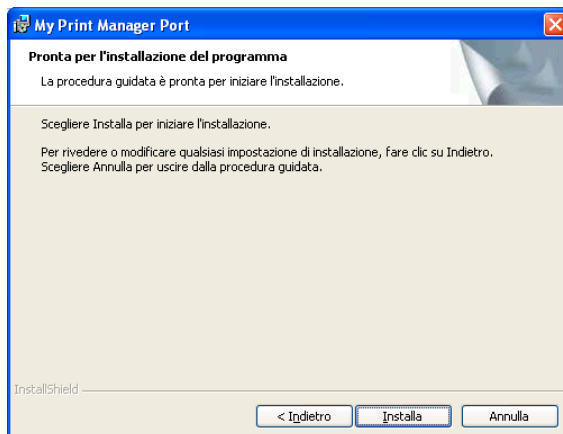 My Print Manager Port
Pronta per l'installazione del programma
La procedura guidata è pronta per iniziare l'installazione.
Scegliere Installa per iniziare l'installazione.
Per rivedere o modificare qualsiasi impostazione di installazione, fare clic su Indietro.
Scegliere Annulla per uscire dalla procedura guidata.
InstallShield
< Indietro Installa Annulla